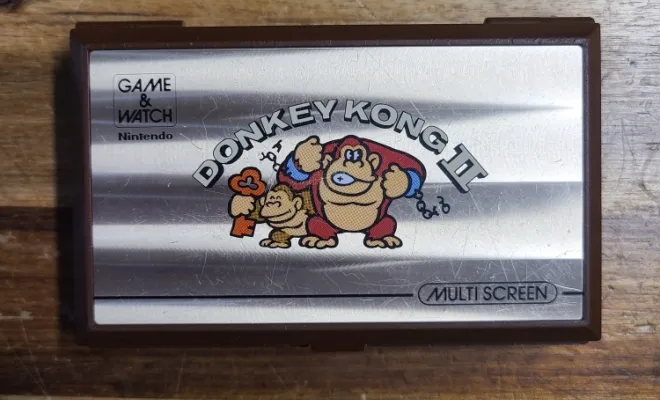 GAME
&
WATCH
Nintendo
DONKEY KONG II
MULTI SCREEN